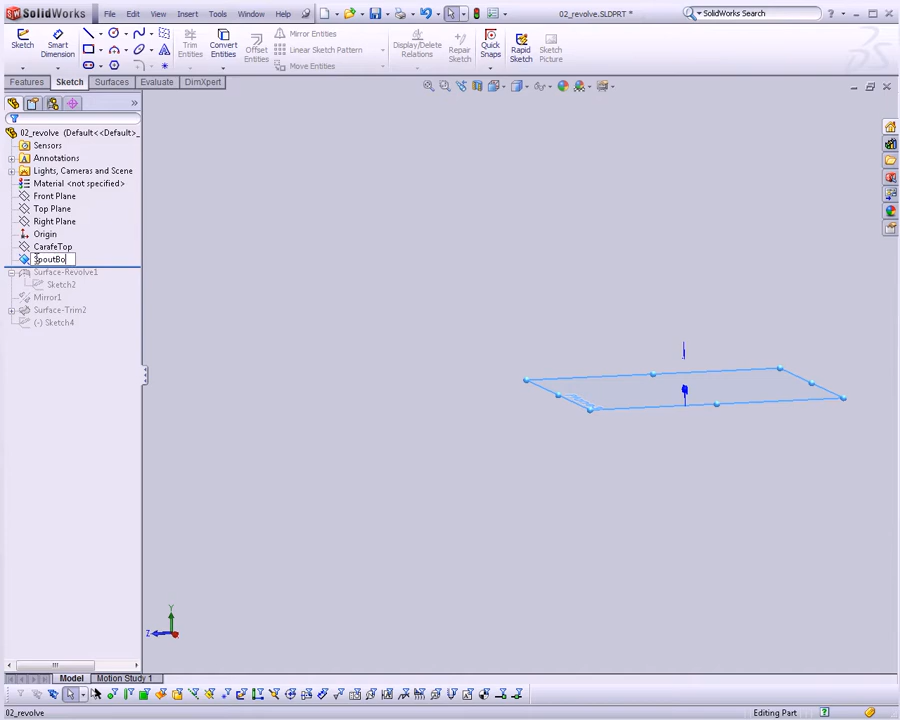 SolidWorks File Edit View Insert Tools Window Help 02_revolve.SLDPRT * SolidWorks Search
Sketch
Smart Dimension
Trim Entities
Convert Entities
Offset Entities
Mirror Entities
Linear Sketch Pattern
Move Entities
Display/Delete Relations
Repair Sketch
Quick Snaps
Rapid Sketch
Sketch Picture
Features Sketch Surfaces Evaluate DimXpert
02_revolve (Default<<Default>_
Sensors
Annotations
Lights, Cameras and Scene
Material <not specified>
Front Plane
Top Plane
Right Plane
Origin
CarafeTop
SpoutBo
Surface-Revolve1
Sketch2
Mirror1
Surface-Trim2
(-) Sketch4
Y
Z
Model Motion Study 1
02_revolve Editing Part